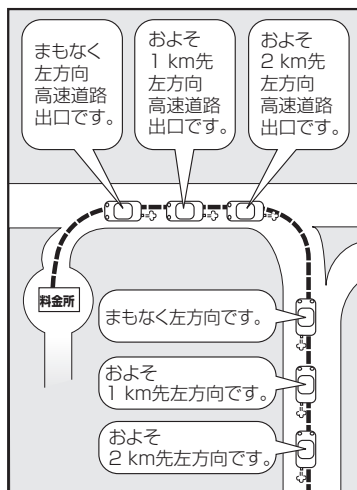 まもなく
左方向
高速道路
出口です。
およそ
1 km先
左方向
高速道路
出口です。
およそ
2 km先
左方向
高速道路
出口です。
料金所
まもなく左方向です。
およそ
1 km先左方向です。
およそ
2 km先左方向です。